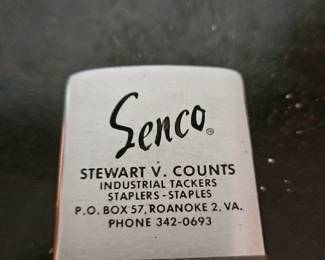 Senco®
STEWART V. COUNTS
INDUSTRIAL TACKERS
STAPLERS - STAPLES
P.O. BOX 57, ROANOKE 2, VA.
PHONE 342-0693